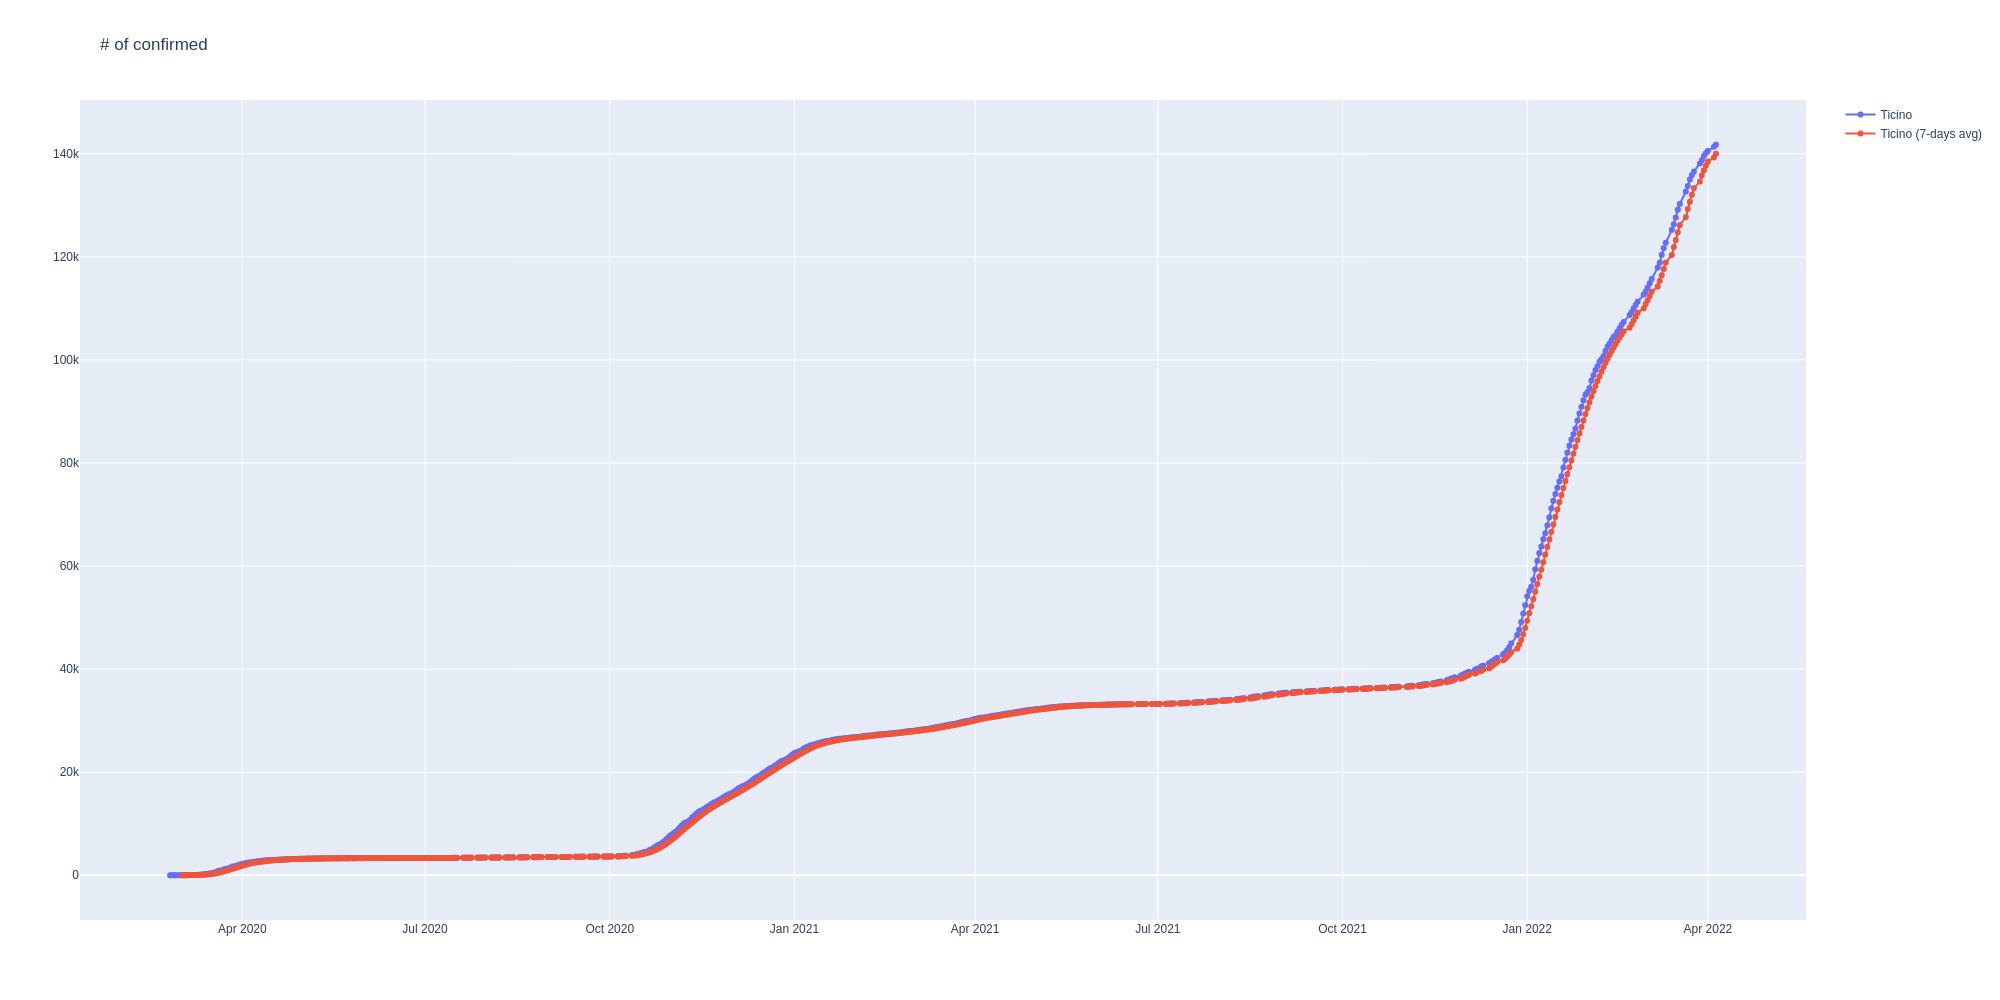 # of confirmed
Ticino
Ticino (7-days avg)
140k
120k
100k
80k
60k
40k
20k
0
Apr 2020
Jul 2020
Oct 2020
Jan 2021
Apr 2021
Jul 2021
Oct 2021
Jan 2022
Apr 2022